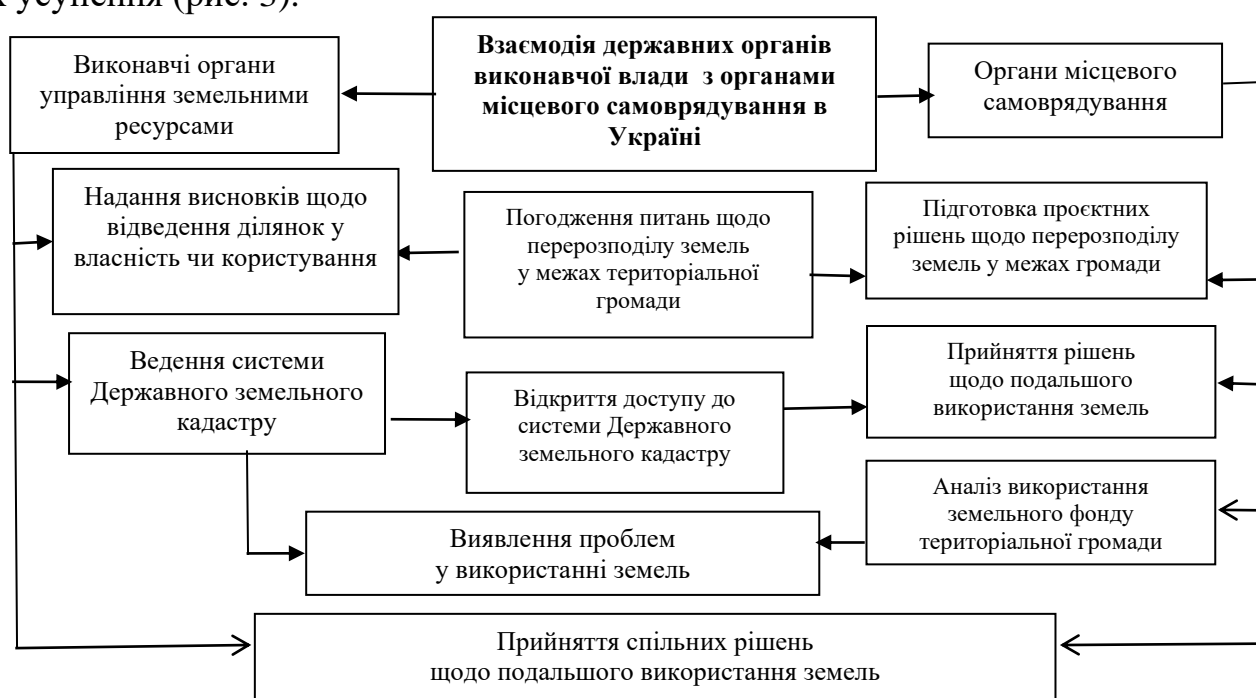 усунення (рис. 3).
Виконавчі органи
управління земельними
ресурсами
Взаємодія державних органів
виконавчої влади з органами
місцевого самоврядування в
Україні
Органи місцевого
самоврядування
Надання висновків щодо
відведення ділянок у
власність чи користування
Погодження питань щодо
перерозподілу земель
у межах територіальної
громади
Підготовка проєктних
рішень щодо перерозподілу
земель у межах громади
Ведення системи
Державного земельного
кадастру
Відкриття доступу до
системи Державного
земельного кадастру
Прийняття рішень
щодо подальшого
використання земель
Аналіз використання
земельного фонду
територіальної громади
Виявлення проблем
у використанні земель
Прийняття спільних рішень
щодо подальшого використання земель